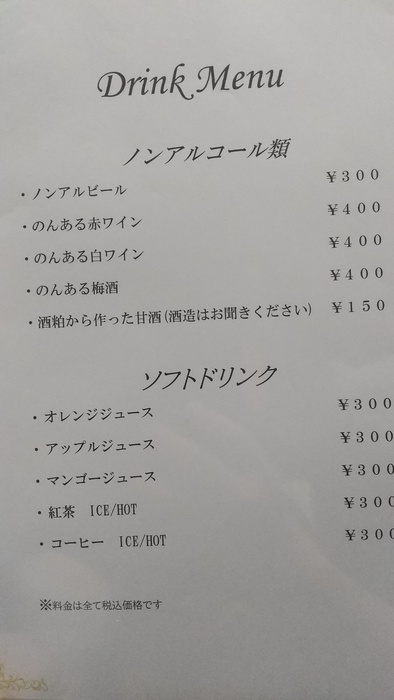 Drink Menu
ノンアルコール類
・ノンアルビール ￥３００
・のんある赤ワイン ￥４００
・のんある白ワイン ￥４００
・のんある梅酒 ￥４００
・酒粕から作った甘酒(酒造はお聞きください) ￥１５０
ソフトドリンク
・オレンジジュース ￥３００
・アップルジュース ￥３００
・マンゴージュース ￥３００
・紅茶　ICE/HOT ￥３００
・コーヒー　ICE/HOT ￥３００
※料金は全て税込価格です